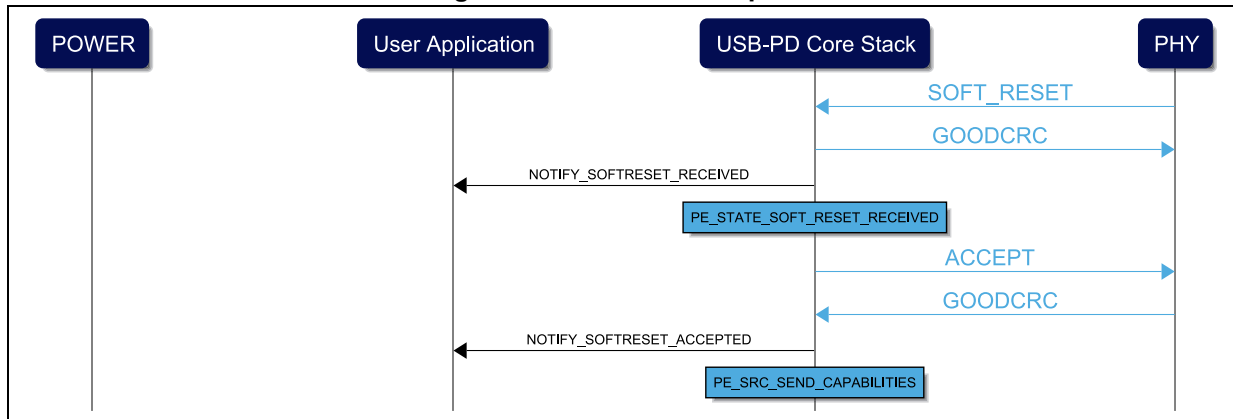 POWER
User Application
USB-PD Core Stack
PHY
SOFT_RESET
GOODCRC
NOTIFY_SOFTRESET_RECEIVED
PE_STATE_SOFT_RESET_RECEIVED
ACCEPT
GOODCRC
NOTIFY_SOFTRESET_ACCEPTED
PE_SRC_SEND_CAPABILITIES